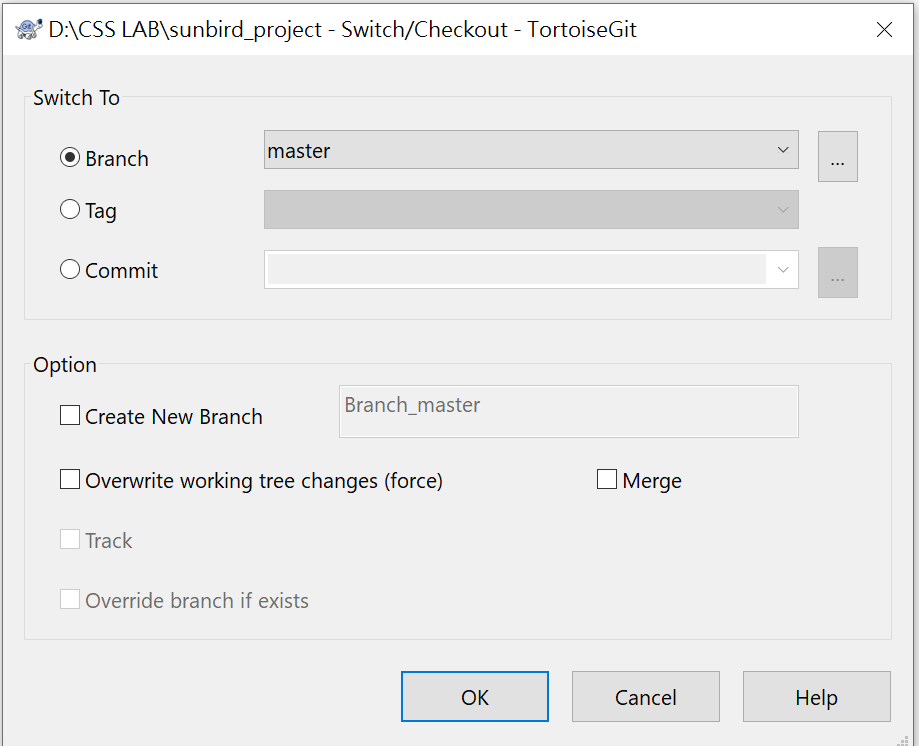 D:\CSS LAB\sunbird_project - Switch/Checkout - TortoiseGit
Switch To
Branch
master
...
Tag
Commit
...
Option
Create New Branch
Branch_master
Overwrite working tree changes (force)
Merge
Track
Override branch if exists
OK
Cancel
Help